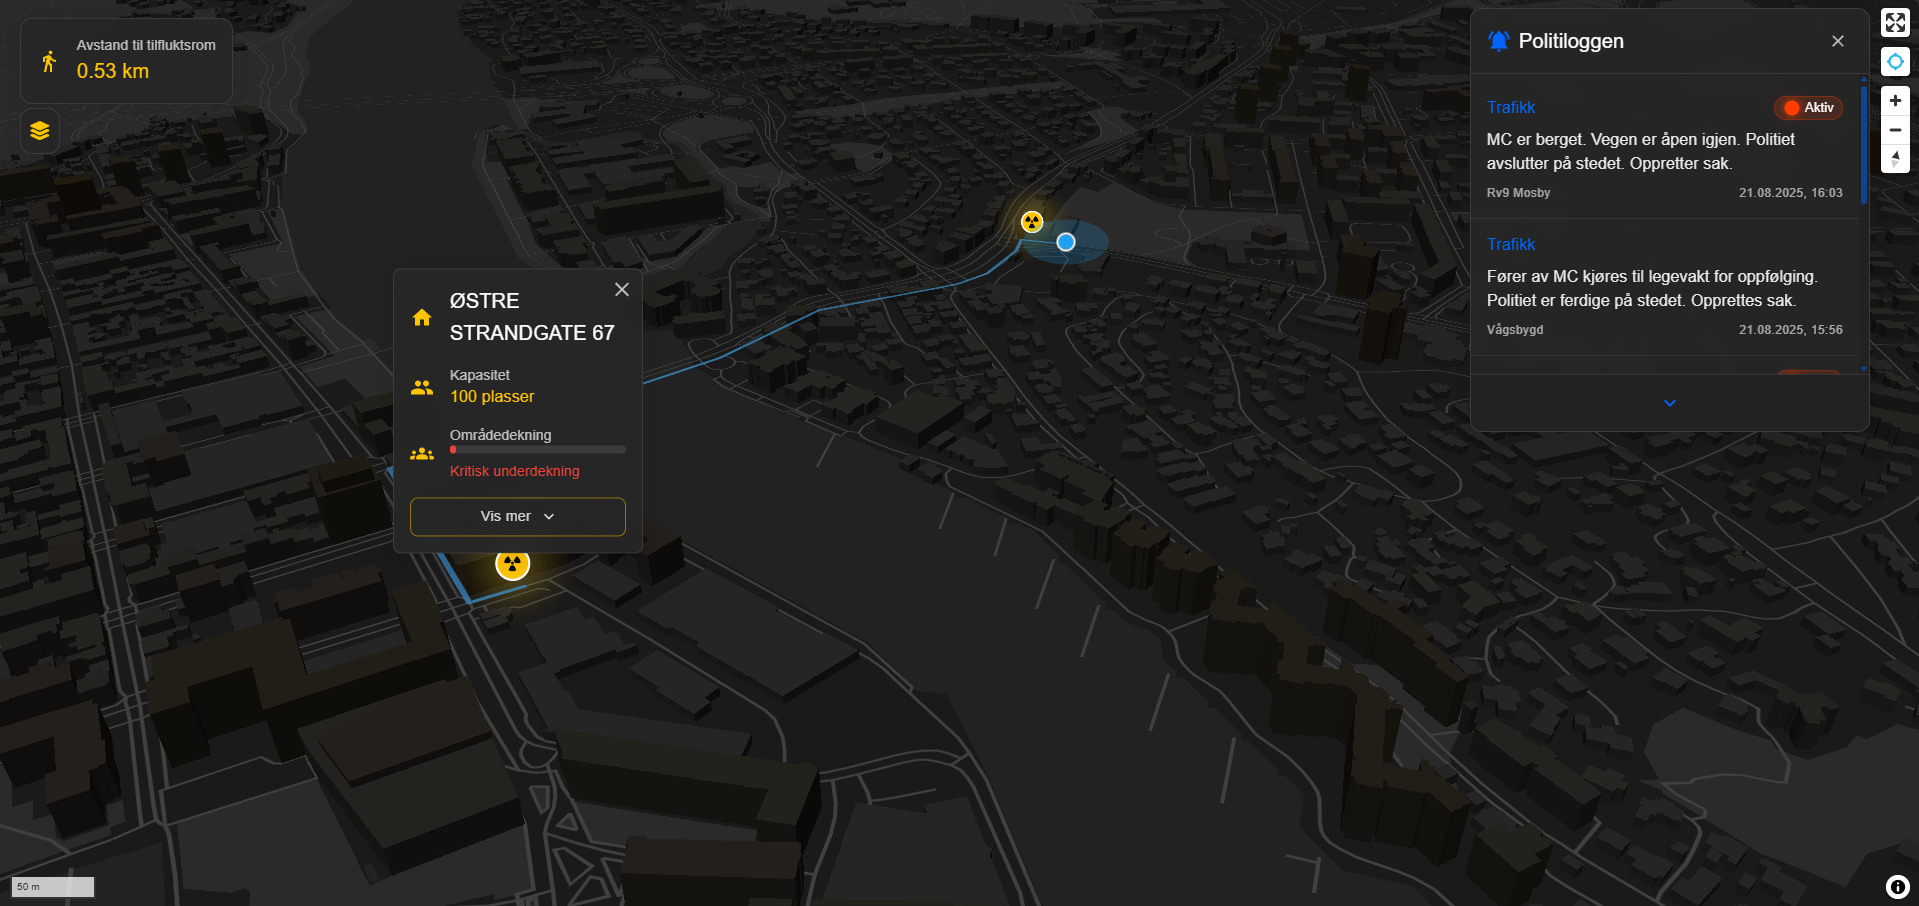 Avstand til tilfluktsrom
0.53 km
ØSTRE
STRANDGATE 67
Kapasitet
100 plasser
Områdedekning
Kritisk underdekning
Vis mer
Politiloggen
Trafikk
Aktiv
MC er berget. Vegen er åpen igjen. Politiet
avslutter på stedet. Oppretter sak.
Rv9 Mosby
21.08.2025, 16:03
Trafikk
Fører av MC kjøres til legevakt for oppfølging.
Politiet er ferdige på stedet. Opprettes sak.
Vågsbygd
21.08.2025, 15:56
50 m